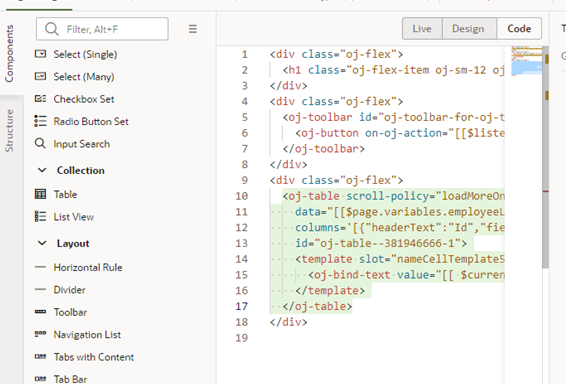 Components
Structure
Filter, Alt+F
Select (Single)
Select (Many)
Checkbox Set
Radio Button Set
Input Search
Collection
Table
List View
Layout
Horizontal Rule
Divider
Toolbar
Navigation List
Tabs with Content
Tab Bar
Live Design Code
1 <div class="oj-flex">
2 <h1 class="oj-flex-item oj-sm-12 oj
3 </div>
4 <div class="oj-flex">
5 <oj-toolbar id="oj-toolbar-for-oj-t
6 <oj-button on-oj-action="[[$liste
7 </oj-toolbar>
8 </div>
9 <div class="oj-flex">
10 <oj-table scroll-policy="loadMoreOn
11 data="[[$page.variables.employeeL
12 columns='[{"headerText":"Id","fie
13 id="oj-table--381946666-1">
14 <template slot="nameCellTemplateS
15 <oj-bind-text value="[[ $curren
16 </template>
17 </oj-table>
18 </div>
19